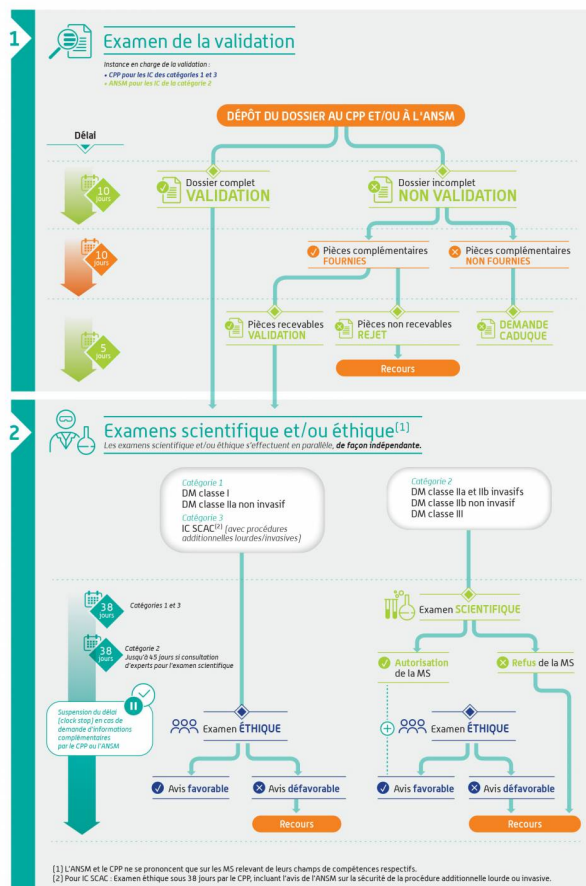 1
Examen de la validation
Instance en charge de la validation :
• CPP pour les IC des catégories 1 et 3
• ANSM pour les IC de la catégorie 2
DÉPÔT DU DOSSIER AU CPP ET/OU À L'ANSM
Délai
10
jours
Dossier complet
VALIDATION
Dossier incomplet
NON VALIDATION
10
jours
Pièces complémentaires
FOURNIES
Pièces complémentaires
NON FOURNIES
5
jours
Pièces recevables
VALIDATION
Pièces non recevables
REJET
DEMANDE
CADUQUE
Recours
2
Examens scientifique et/ou éthique(1)
Les examens scientifique et/ou éthique s'effectuent en parallèle, de façon indépendante.
Catégorie 1
DM classe I
DM classe IIa non invasif
Catégorie 3
IC SCAC(2) (avec procédures
additionnelles lourdes/invasives)
Catégorie 2
DM classe IIa et IIb invasifs
DM classe IIb non invasif
DM classe III
38
jours
Catégories 1 et 3
38
jours
Catégorie 2
Jusqu'à 45 jours si consultation
d'experts pour l'examen scientifique
Examen SCIENTIFIQUE
Autorisation
de la MS
Refus de la MS
Suspension du délai
(clock stop) en cas de
demande d'informations
complémentaires
par le CPP ou l'ANSM
Examen ÉTHIQUE
Examen ÉTHIQUE
Avis favorable
Avis défavorable
Avis favorable
Avis défavorable
Recours
Recours
(1) L'ANSM et le CPP ne se prononcent que sur les MS relevant de leurs champs de compétences respectifs.
(2) Pour IC SCAC : Examen éthique sous 38 jours par le CPP, incluant l'avis de l'ANSM sur la sécurité de la procédure additionnelle lourde ou invasive.